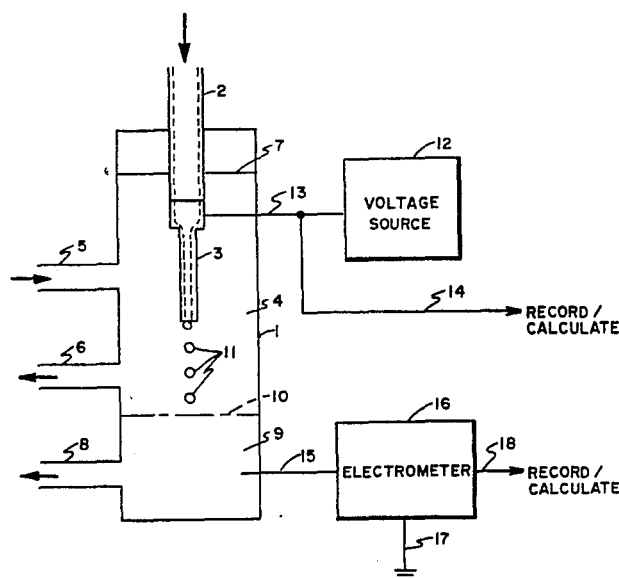 2
7
12
VOLTAGE
SOURCE
13
5
3
4
1
14
RECORD/
CALCULATE
6
11
10
16
8
9
15
ELECTROMETER
18
RECORD/
CALCULATE
17